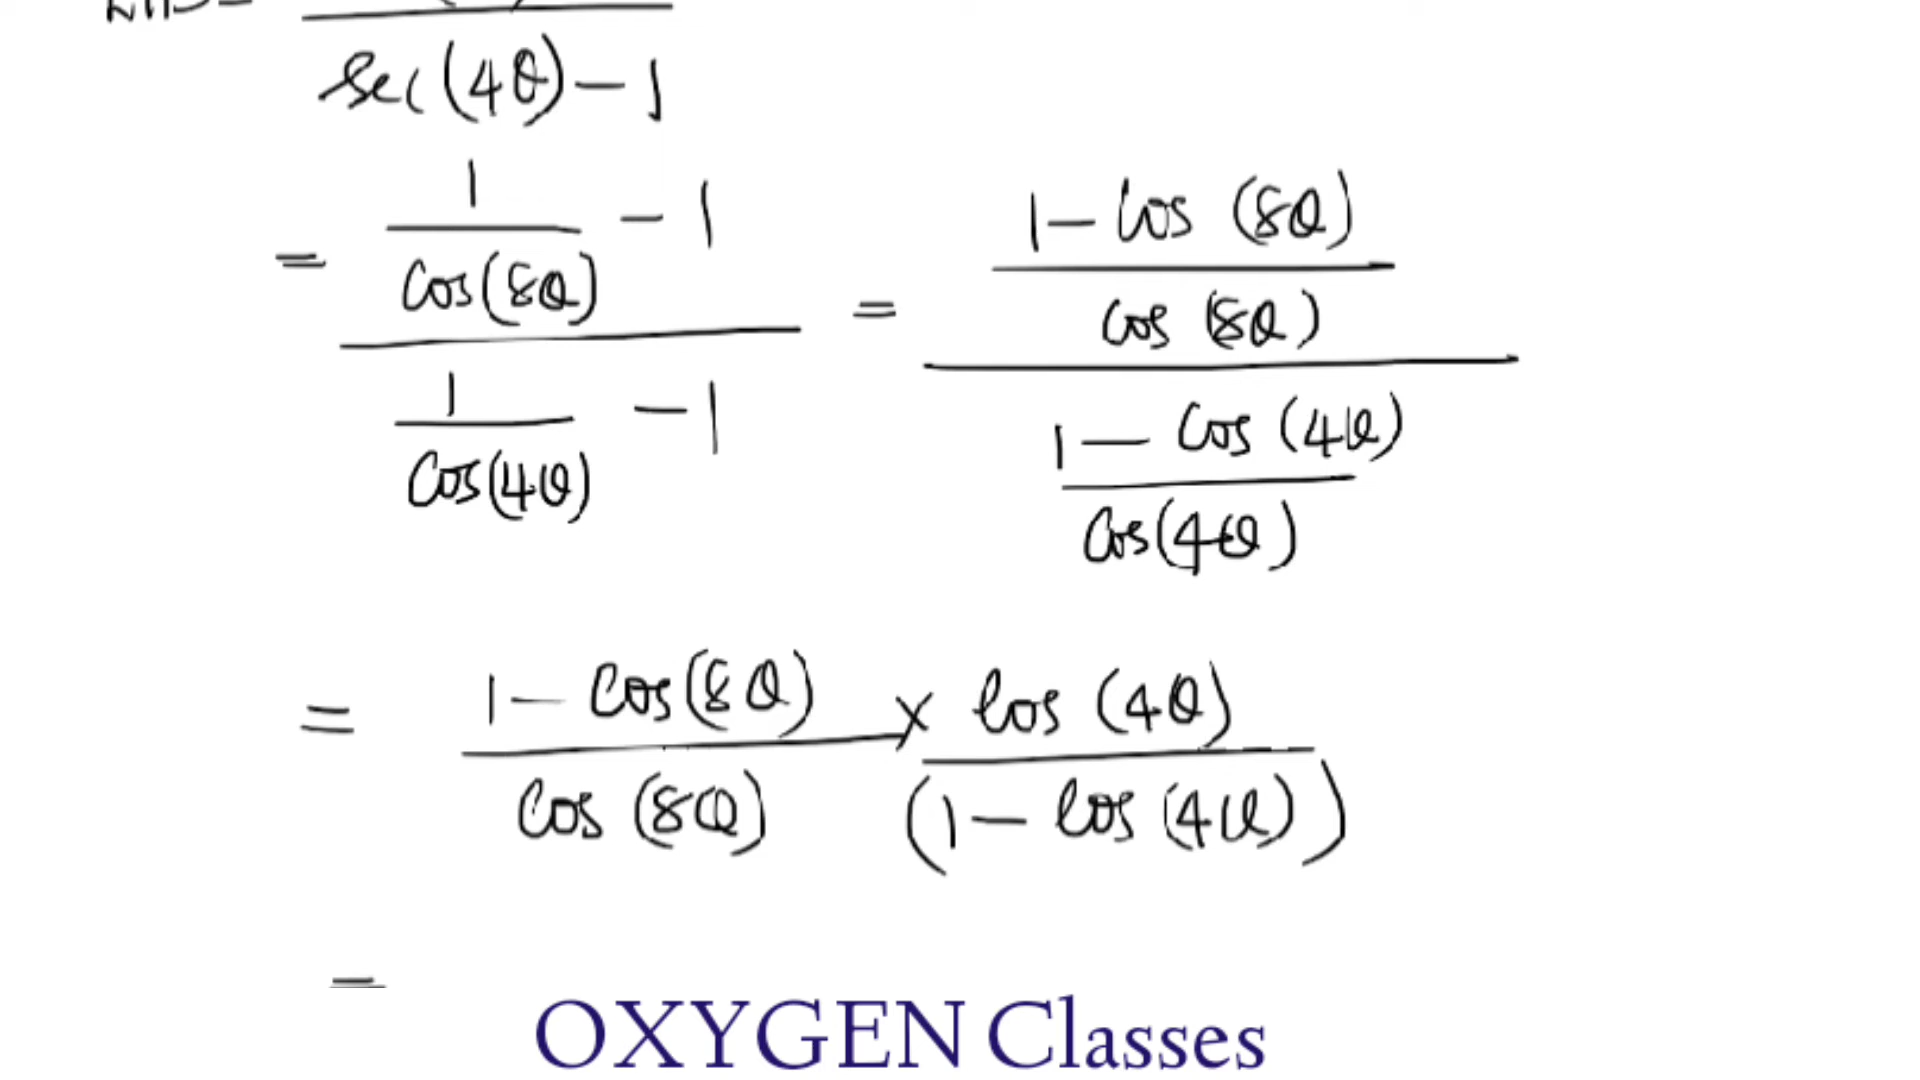 sec(4θ) - 1
= 1/cos(8θ) - 1 / 1/cos(4θ) - 1 = 1 - cos (8θ) / cos (8θ) / 1 - cos (4θ) / cos(4θ)
= 1 - cos(8θ) / cos (8θ) × cos (4θ) / (1 - cos (4θ))
=
OXYGEN Classes